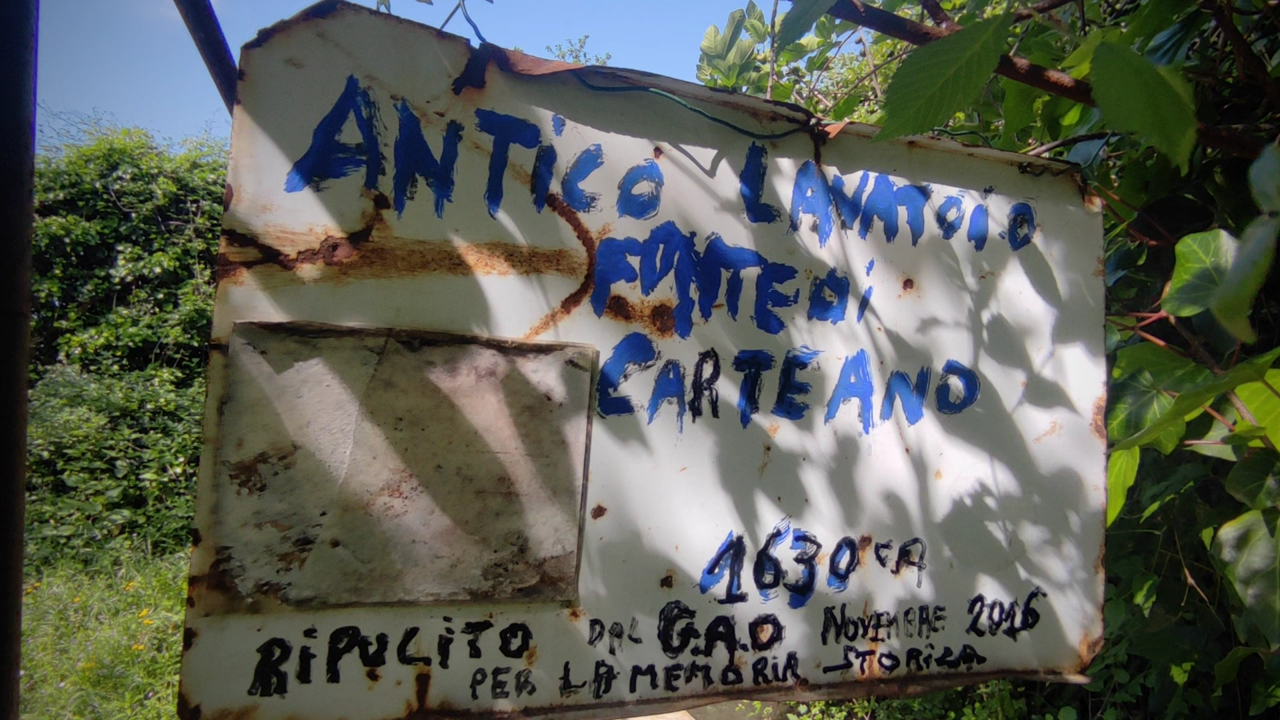 ANTiCO LAVATOiO
FONTE Di
CARTEANO
1630 CA
RiPULiTO DAL G.A.O NOVEMBRE 2016
PER LA MEMORIA STORICA